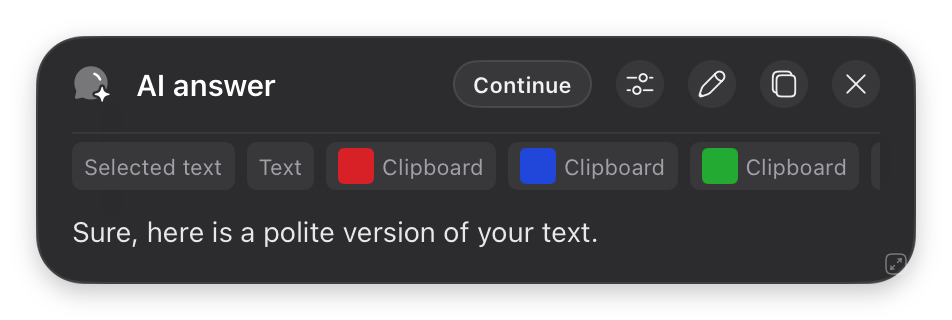 AI answer Continue
Selected text Text Clipboard Clipboard Clipboard
Sure, here is a polite version of your text.